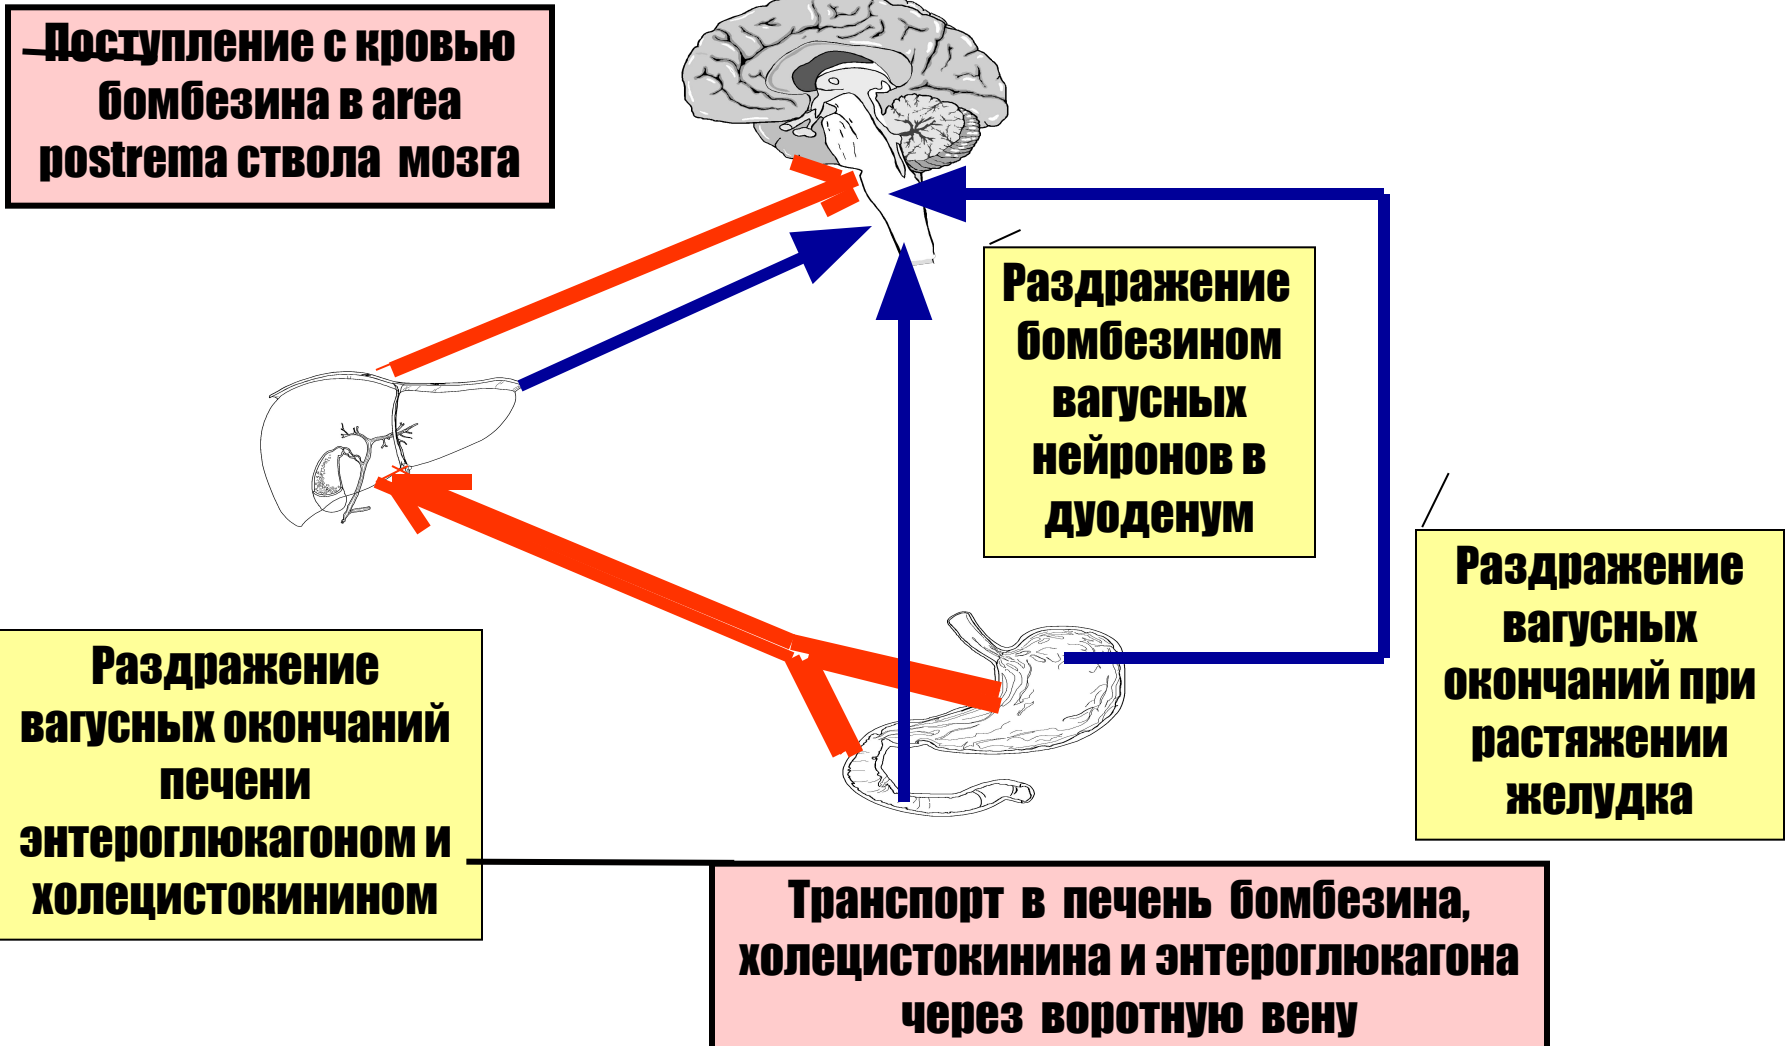 Поступление с кровью
бомбезина в area
postrema ствола мозга
Раздражение
бомбезином
вагусных
нейронов в
дуоденум
Раздражение
вагусных
окончаний при
растяжении
желудка
Раздражение
вагусных окончаний
печени
энтероглюкагоном и
холецистокинином
Транспорт в печень бомбезина,
холецистокинина и энтероглюкагона
через воротную вену